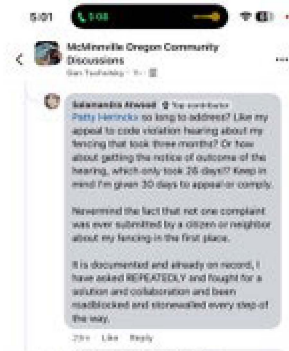 5:01
5:08
McMinnville Oregon Community
Discussions
Salamandra Atwood Top contributor
Patty Herincks so long to address? Like my
appeal to code violation hearing about my
fencing that took three months? Or how
about getting the notice of outcome of the
hearing, which only took 26 days!? Keep in
mind I'm given 30 days to appeal or comply.
Nevermind the fact that not one complaint
was ever submitted by a citizen or neighbor
about my fencing in the first place.
It is documented and already on record, I
have asked REPEATEDLY and fought for a
solution and collaboration and been
roadblocked and stonewalled every step of
the way.
Like Reply